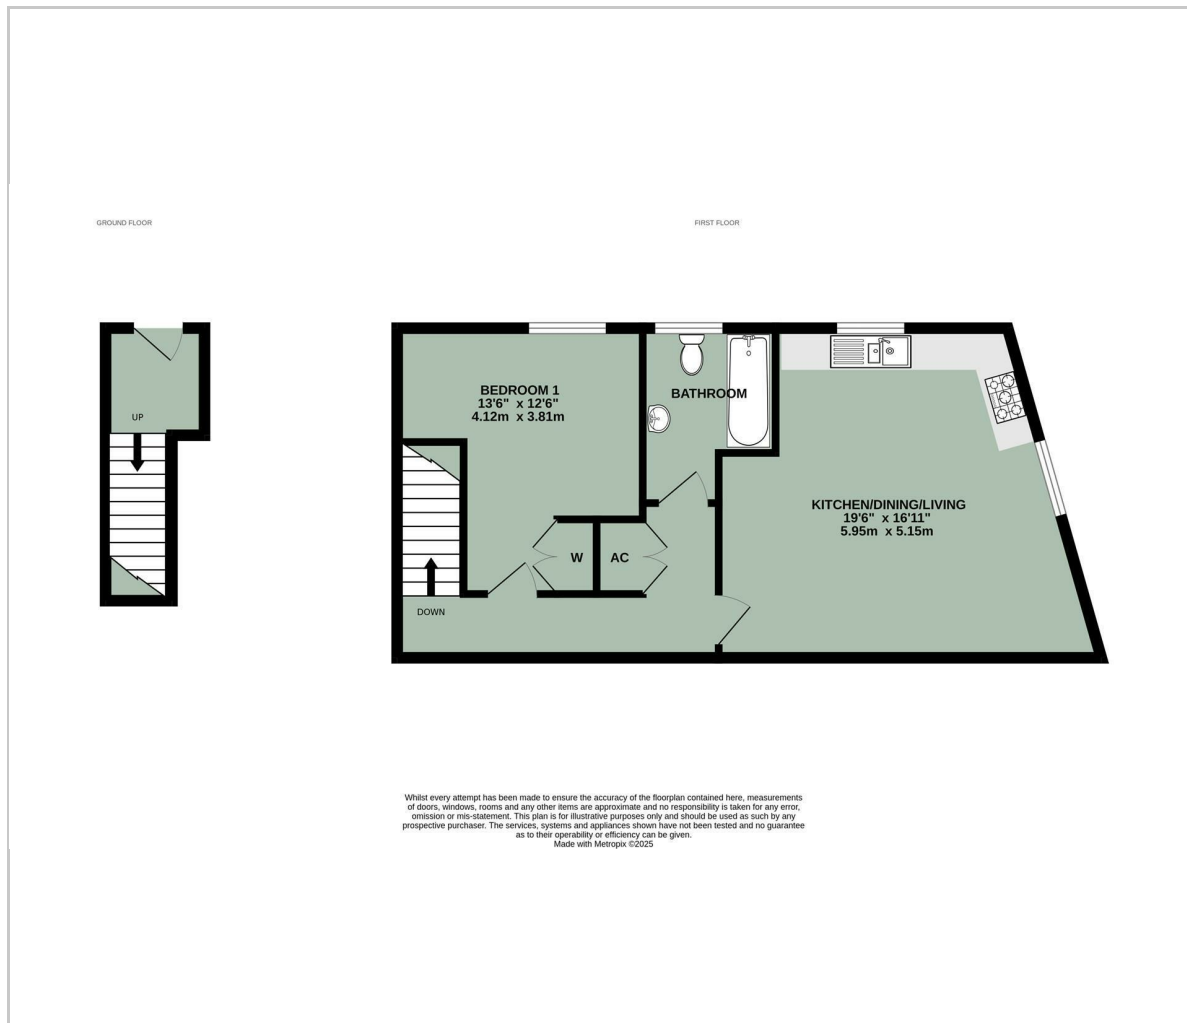 GROUND FLOOR
FIRST FLOOR
UP
BEDROOM 1
13'6" x 12'6"
4.12m x 3.81m
BATHROOM
KITCHEN/DINING/LIVING
19'6" x 16'11"
5.95m x 5.15m
W
AC
DOWN
Whilst every attempt has been made to ensure the accuracy of the floorplan contained here, measurements
of doors, windows, rooms and any other items are approximate and no responsibility is taken for any error,
omission or mis-statement. This plan is for illustrative purposes only and should be used as such by any
prospective purchaser. The services, systems and appliances shown have not been tested and no guarantee
as to their operability or efficiency can be given.
Made with Metropix ©2025